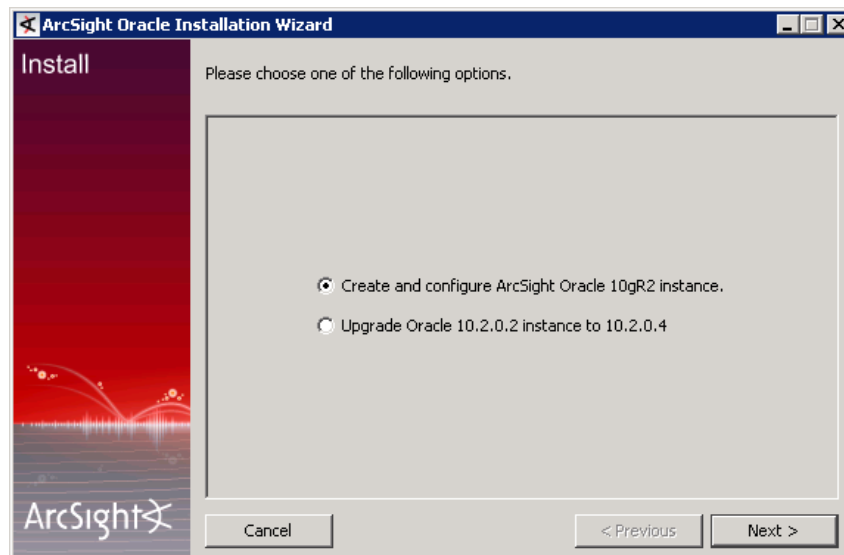 ArcSight Oracle Installation Wizard
Install
Please choose one of the following options.
Create and configure ArcSight Oracle 10gR2 instance.
Upgrade Oracle 10.2.0.2 instance to 10.2.0.4
ArcSight
Cancel
< Previous
Next >